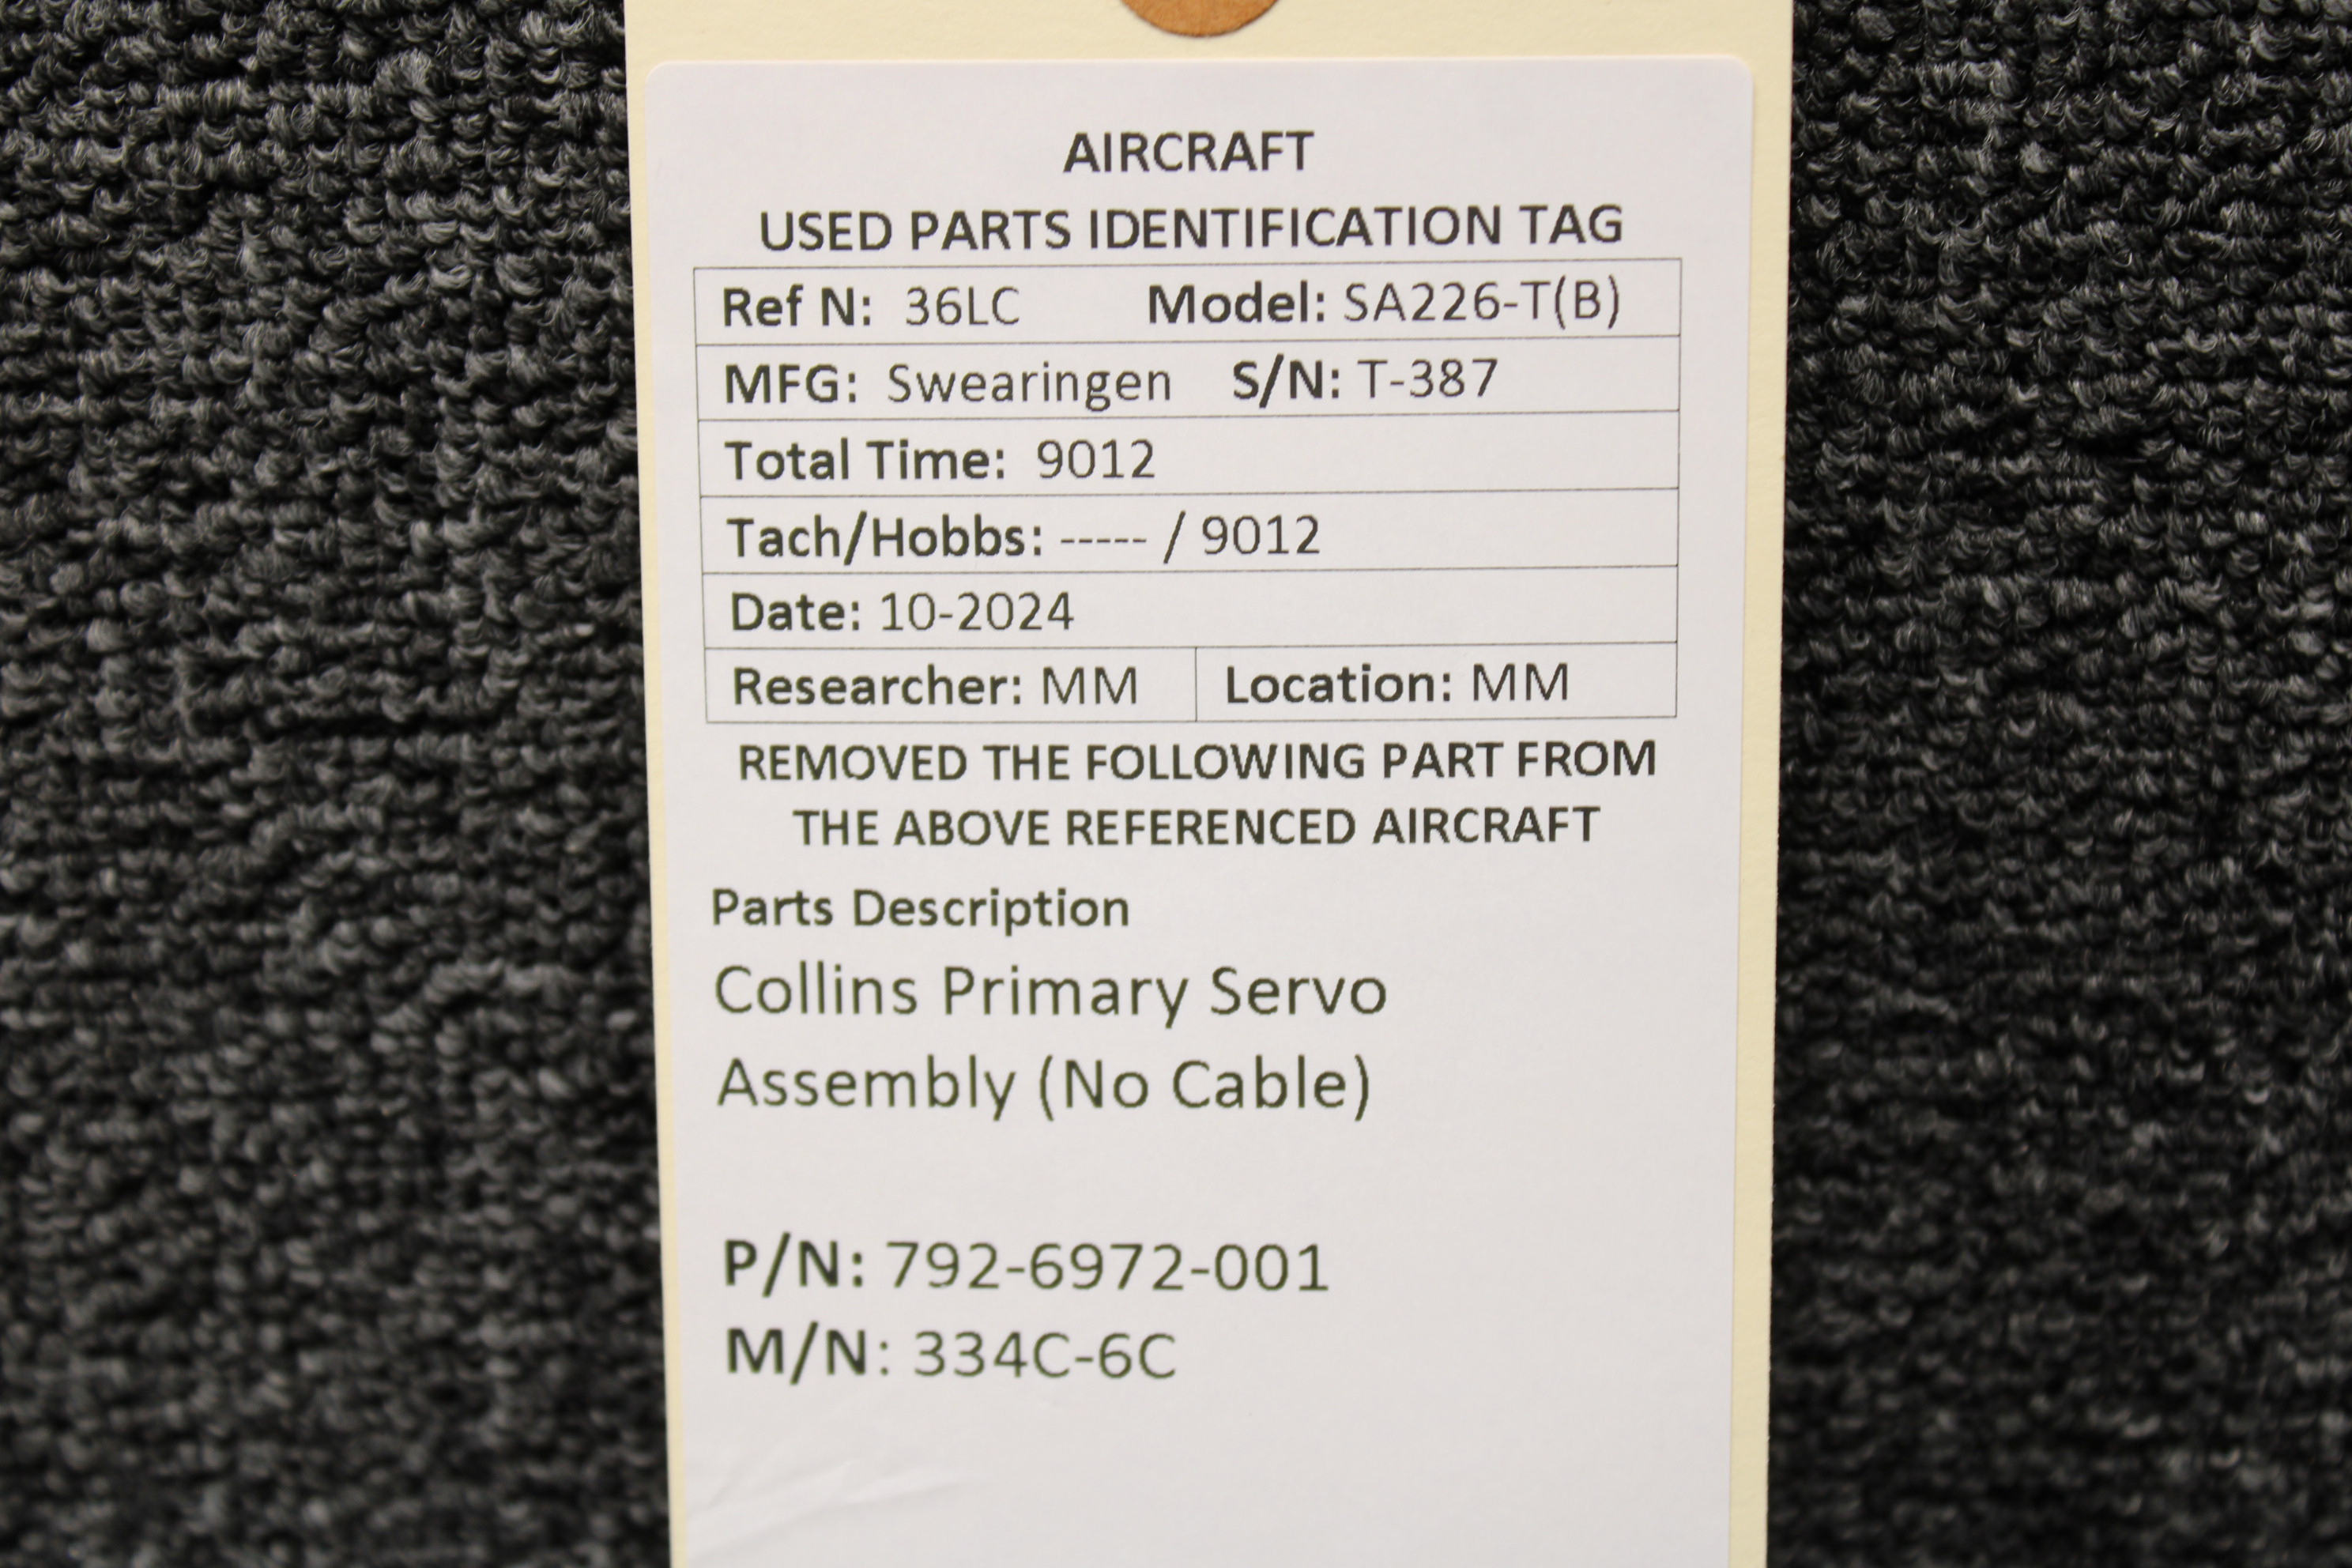 AIRCRAFT
USED PARTS IDENTIFICATION TAG
Ref N: 36LC Model: SA226-T(B)
MFG: Swearingen S/N: T-387
Total Time: 9012
Tach/Hobbs: ----- / 9012
Date: 10-2024
Researcher: MM Location: MM
REMOVED THE FOLLOWING PART FROM
THE ABOVE REFERENCED AIRCRAFT
Parts Description
Collins Primary Servo
Assembly (No Cable)
P/N: 792-6972-001
M/N: 334C-6C